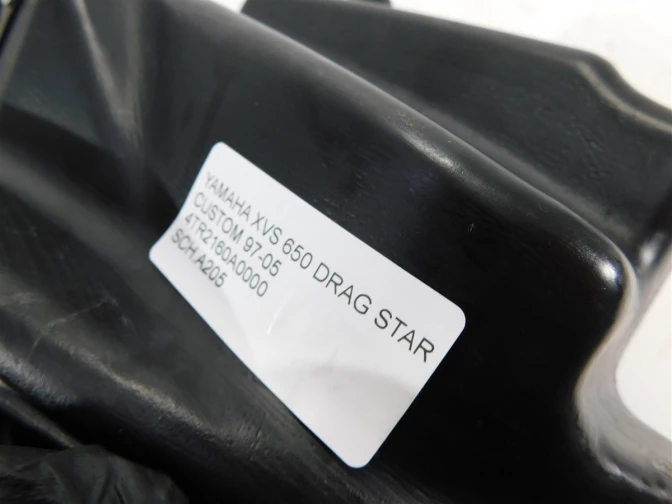 YAMAHA XVS 650 DRAG STAR
CUSTOM 97-05
4TR2160A0000
SCH.A205